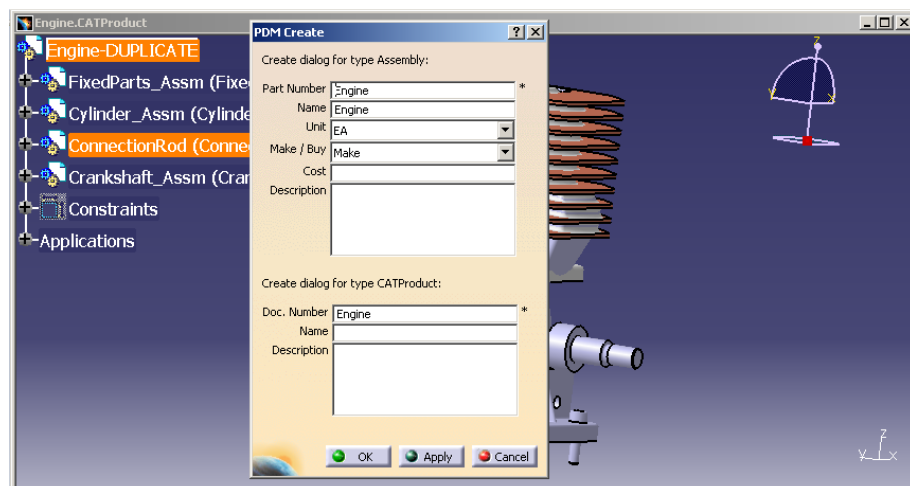 Engine.CATProduct
Engine-DUPLICATE
FixedParts_Assm (Fixe
Cylinder_Assm (Cylinde
ConnectionRod (Connec
Crankshaft_Assm (Cran
Constraints
Applications
PDM Create
Create dialog for type Assembly:
Part Number Engine *
Name Engine
Unit EA
Make / Buy Make
Cost
Description
Create dialog for type CATProduct:
Doc. Number Engine *
Name
Description
OK Apply Cancel
z
y x
z
y x